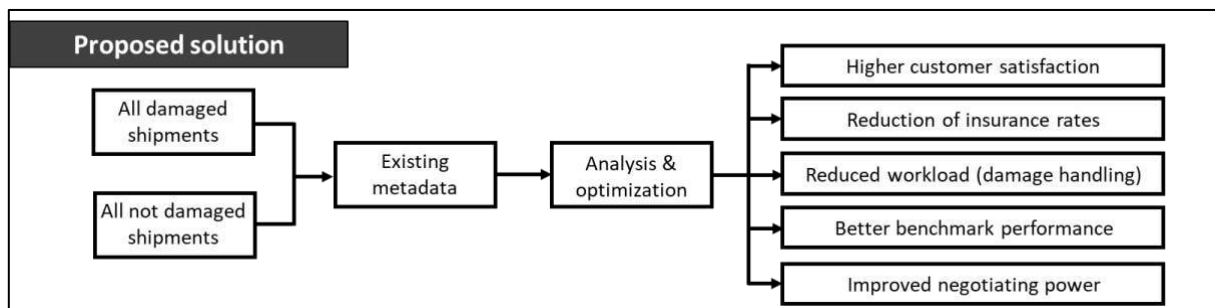 Proposed solution
All damaged
shipments
All not damaged
shipments
Existing
metadata
Analysis &
optimization
Higher customer satisfaction
Reduction of insurance rates
Reduced workload (damage handling)
Better benchmark performance
Improved negotiating power